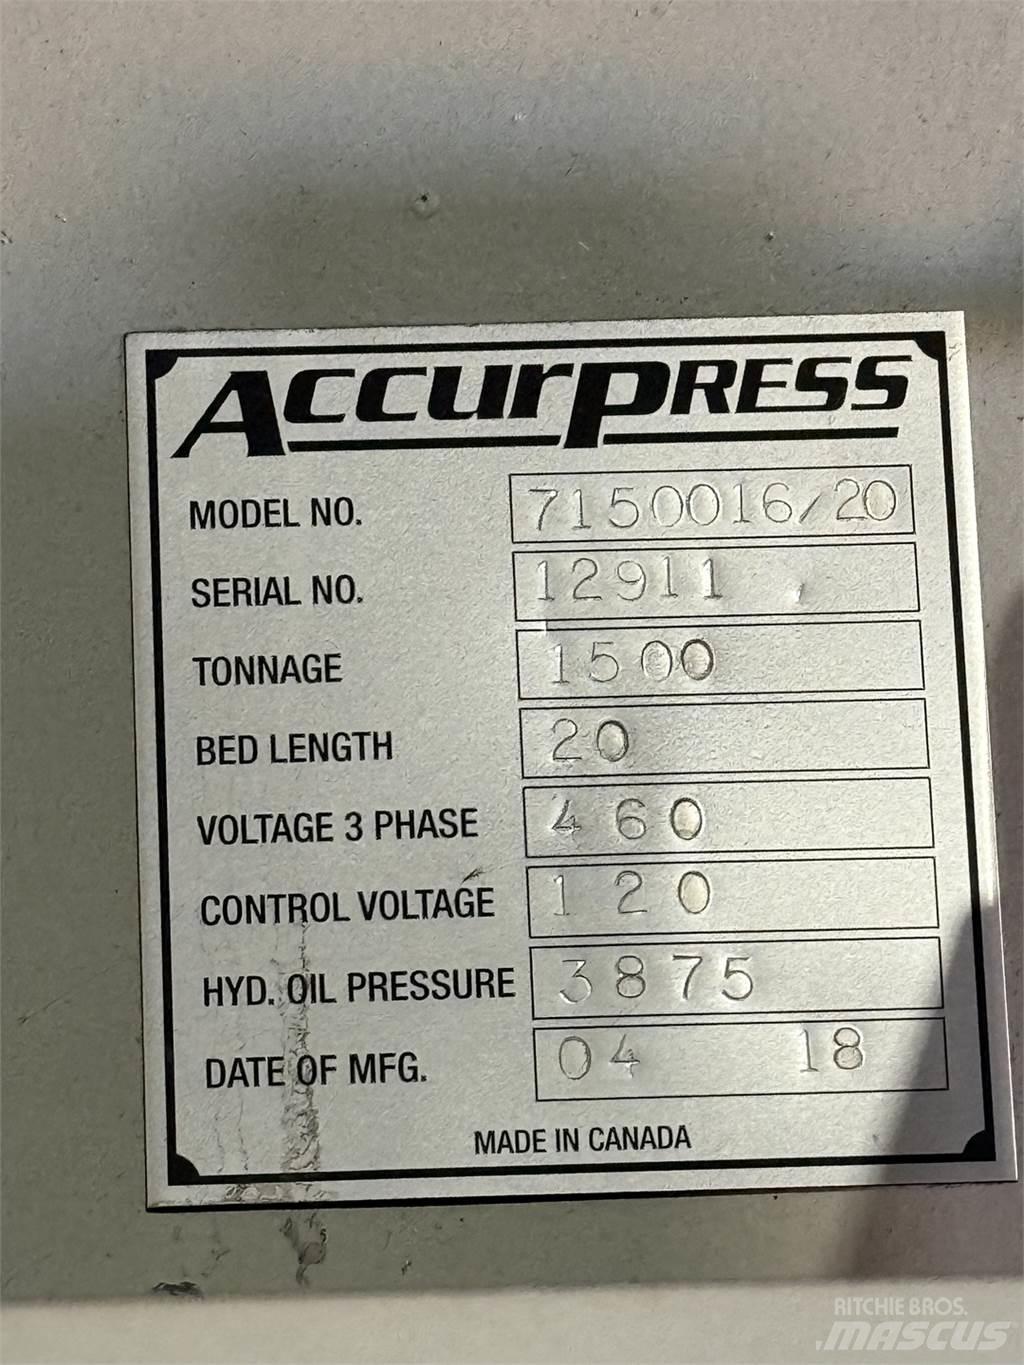 ACCURPRESS
MODEL NO. 7150016/20
SERIAL NO. 12911
TONNAGE 1500
BED LENGTH 20
VOLTAGE 3 PHASE 460
CONTROL VOLTAGE 120
HYD. OIL PRESSURE 3875
DATE OF MFG. 04 18
MADE IN CANADA
RITCHIE BROS.
MASCUS